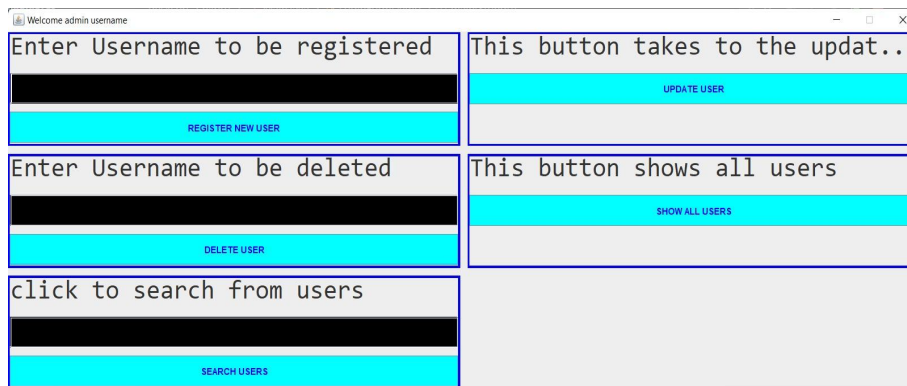 Welcome admin username
Enter Username to be registered
REGISTER NEW USER
This button takes to the updat..
UPDATE USER
Enter Username to be deleted
DELETE USER
This button shows all users
SHOW ALL USERS
click to search from users
SEARCH USERS